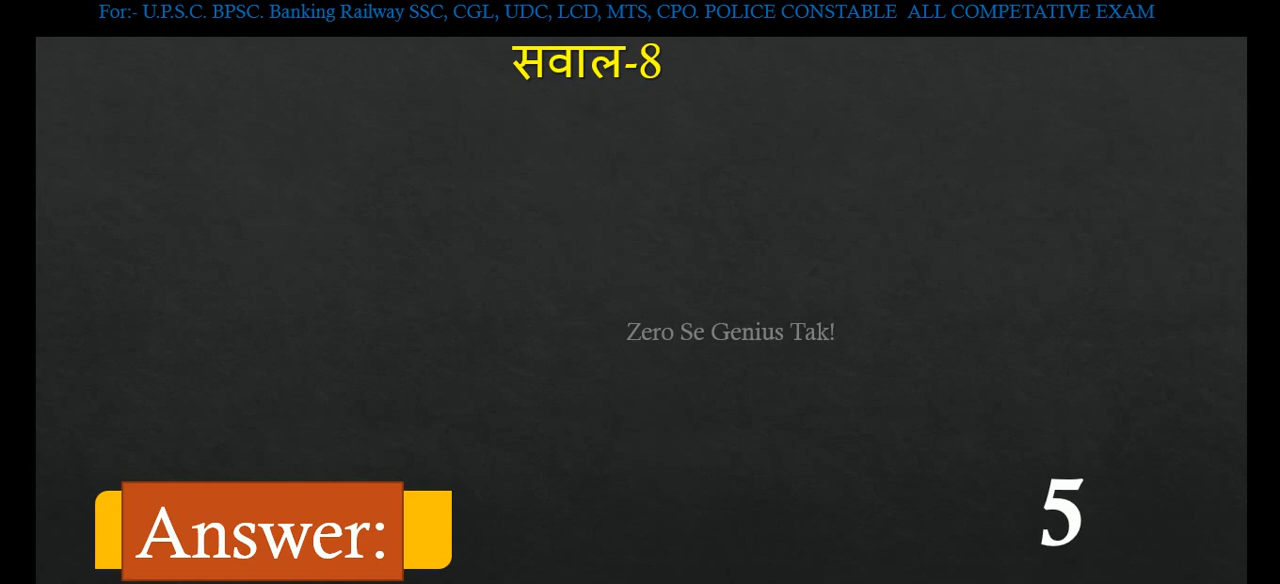 For:- U.P.S.C. BPSC. Banking Railway SSC, CGL, UDC, LCD, MTS, CPO. POLICE CONSTABLE ALL COMPETATIVE EXAM
सवाल-8
Zero Se Genius Tak!
Answer:
5